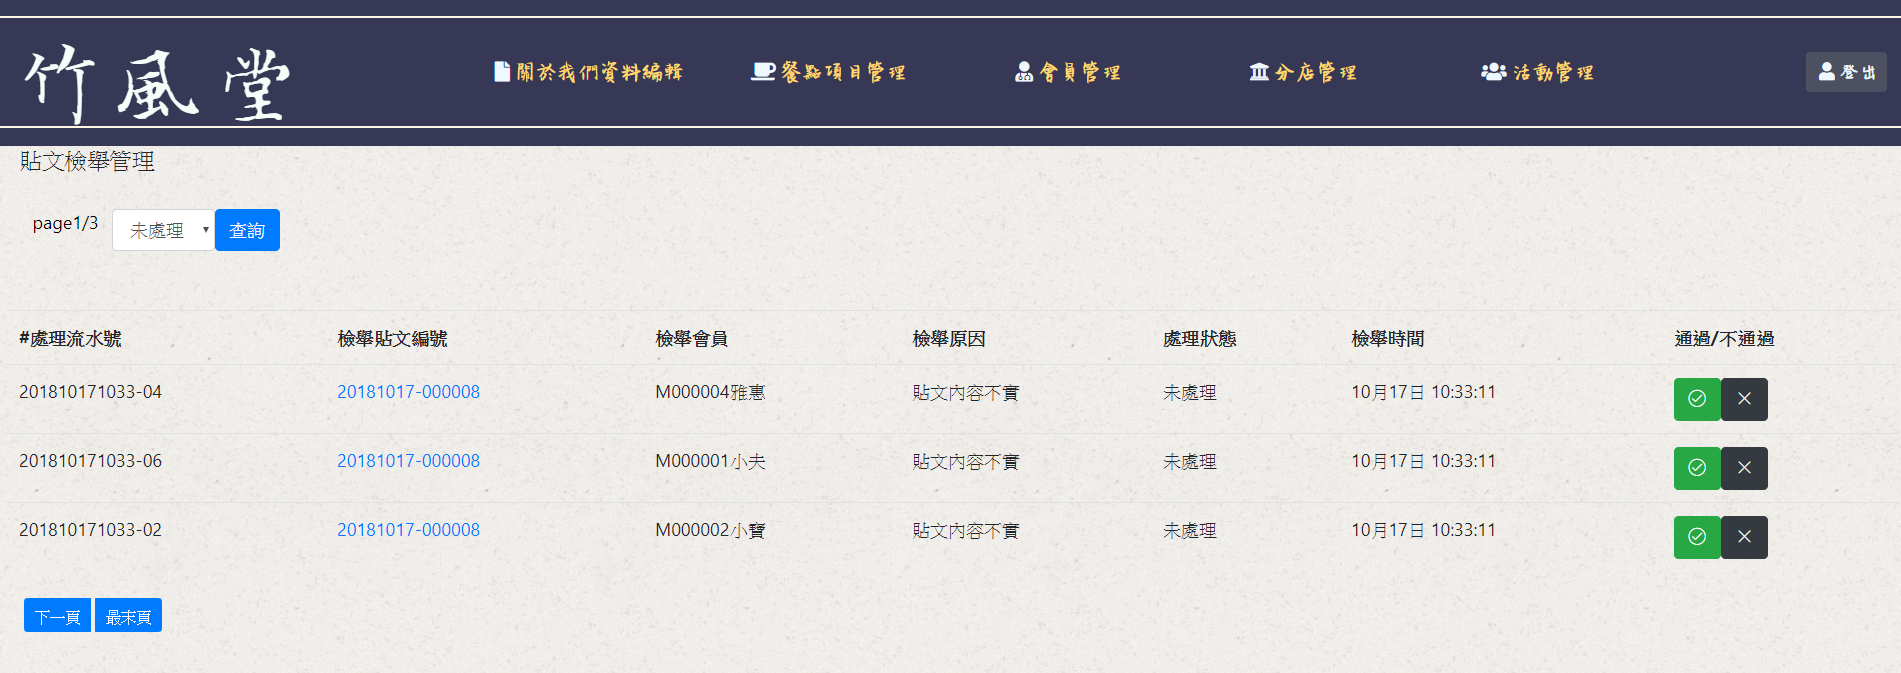 竹風堂
關於我們資料編輯 餐點項目管理 會員管理 分店管理 活動管理 登出
貼文檢舉管理
page1/3 未處理 查詢
#處理流水號 檢舉貼文編號 檢舉會員 檢舉原因 處理狀態 檢舉時間 通過/不通過
201810171033-04 20181017-000008 M000004雅惠 貼文內容不實 未處理 10月17日 10:33:11
201810171033-06 20181017-000008 M000001小夫 貼文內容不實 未處理 10月17日 10:33:11
201810171033-02 20181017-000008 M000002小寶 貼文內容不實 未處理 10月17日 10:33:11
下一頁 最末頁